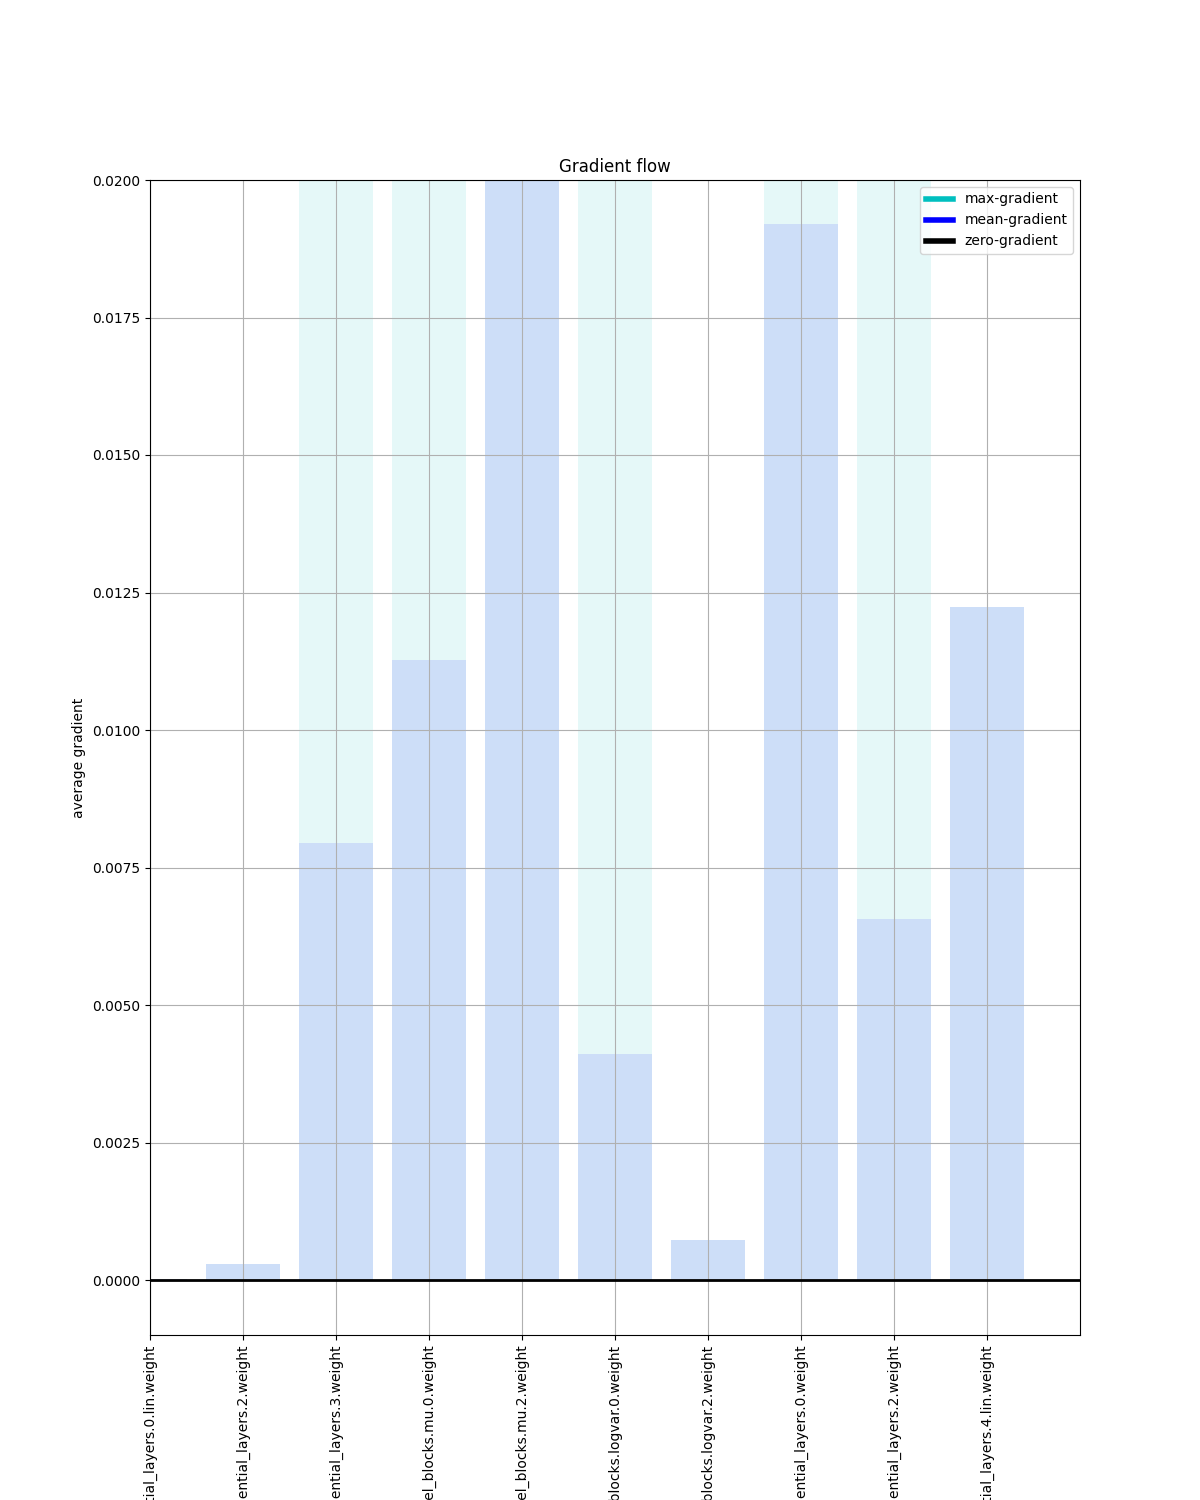 Gradient flow
max-gradient
mean-gradient
zero-gradient
0.0200
0.0175
0.0150
0.0125
0.0100
0.0075
0.0050
0.0025
0.0000
average gradient
tial_layers.0.lin.weight
ential_layers.2.weight
ential_layers.3.weight
el_blocks.mu.0.weight
el_blocks.mu.2.weight
blocks.logvar.0.weight
blocks.logvar.2.weight
ential_layers.0.weight
ential_layers.2.weight
tial_layers.4.lin.weight